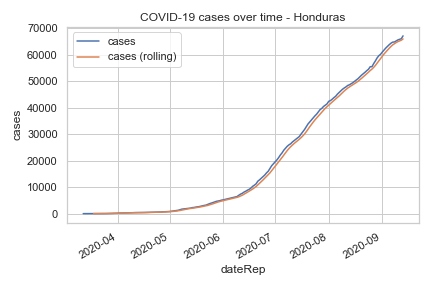 COVID-19 cases over time - Honduras
70000
60000
50000
40000
30000
20000
10000
0
cases
cases
cases (rolling)
2020-04
2020-05
2020-06
2020-07
2020-08
2020-09
dateRep